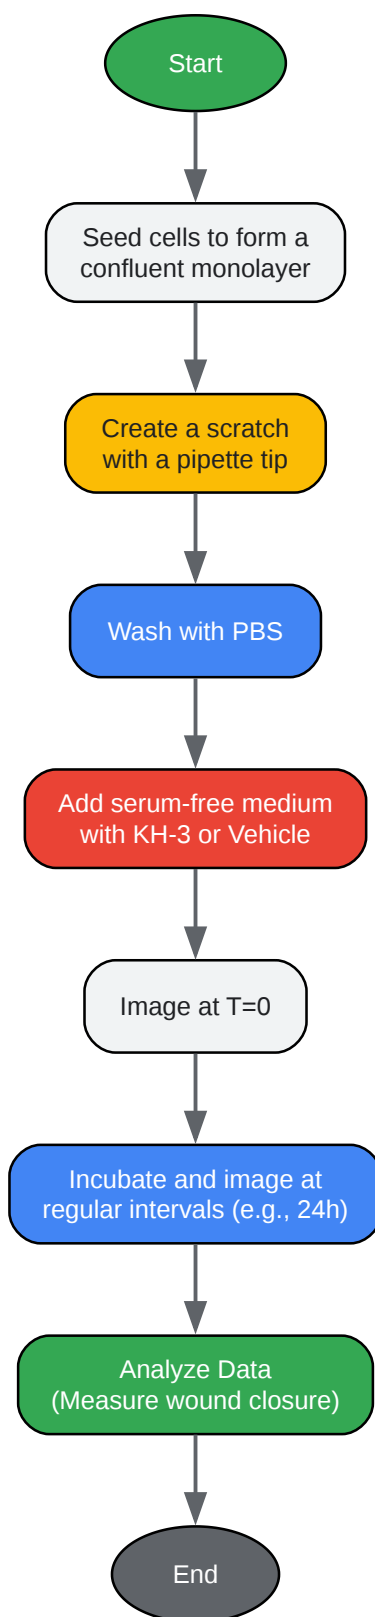 Start
Seed cells to form a
confluent monolayer
Create a scratch
with a pipette tip
Wash with PBS
Add serum-free medium
with KH-3 or Vehicle
Image at T=0
Incubate and image at
regular intervals (e.g., 24h)
Analyze Data
(Measure wound closure)
End